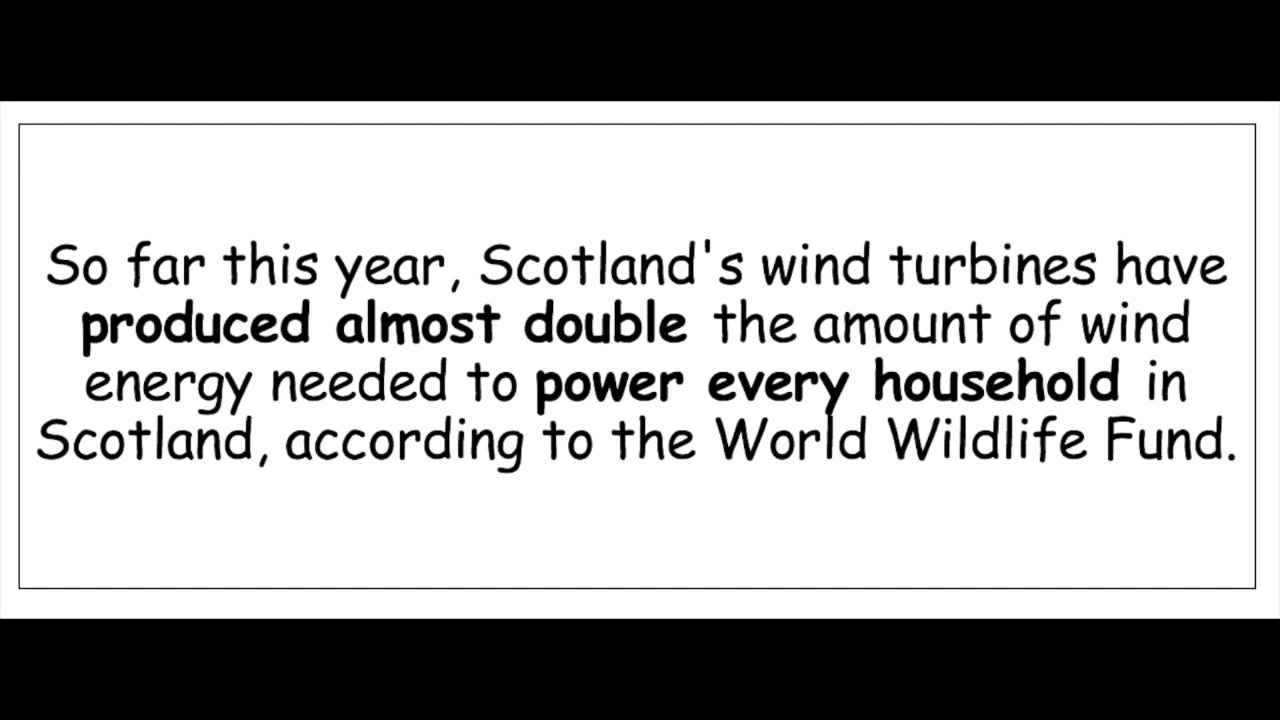 So far this year, Scotland's wind turbines have
produced almost double the amount of wind
energy needed to power every household in
Scotland, according to the World Wildlife Fund.